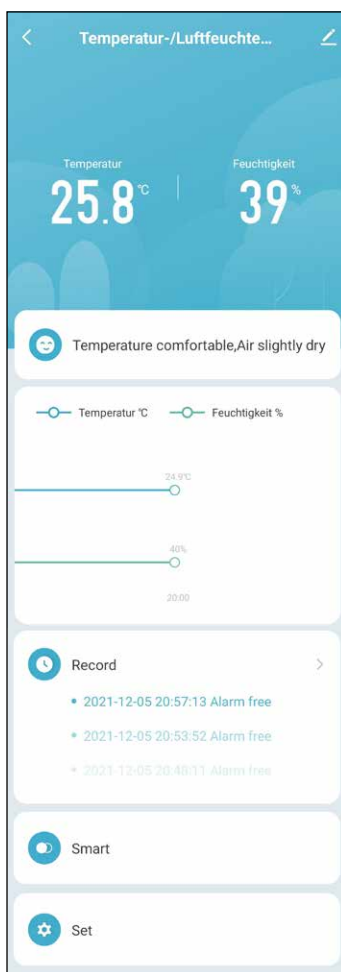 Temperatur-/Luftfeuchte...
Temperatur Feuchtigkeit
25.8 °C 39 %
Temperature comfortable,Air slightly dry
Temperatur °C Feuchtigkeit %
24.9°C
40%
20:00
Record
2021-12-05 20:57:13 Alarm free
2021-12-05 20:53:52 Alarm free
2021-12-05 20:48:11 Alarm free
Smart
Set